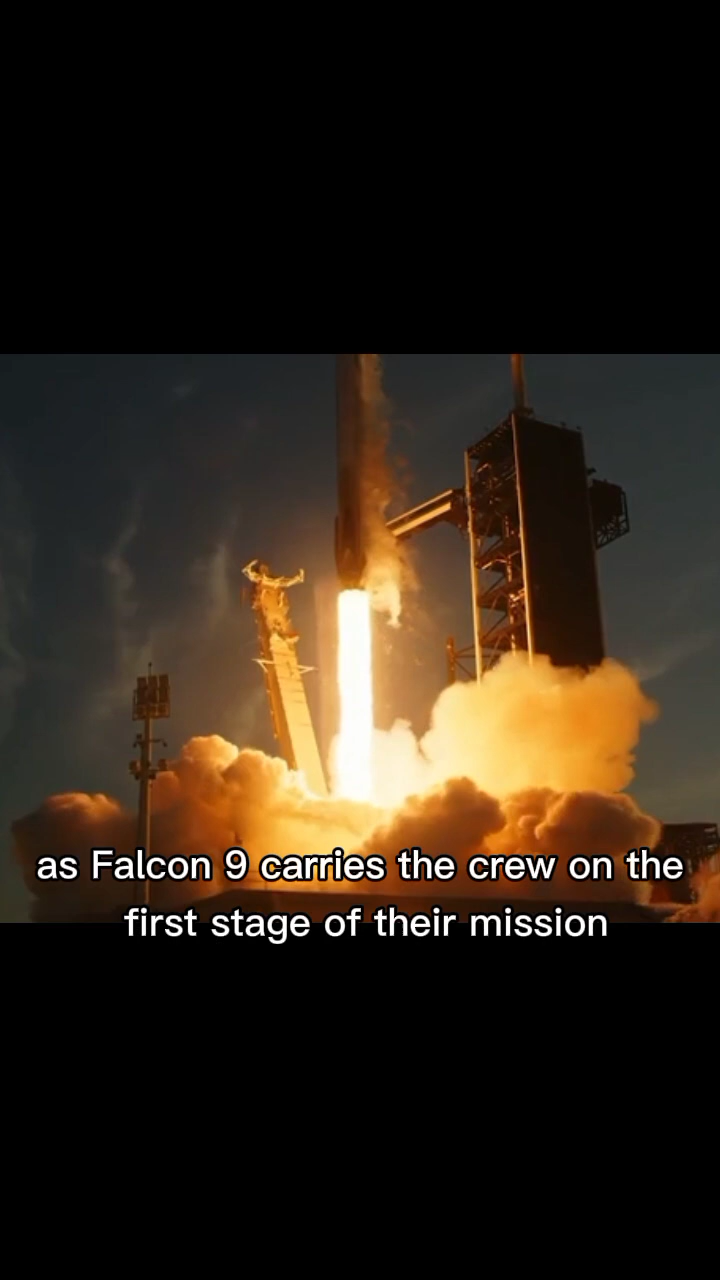 as Falcon 9 carries the crew on the
first stage of their mission